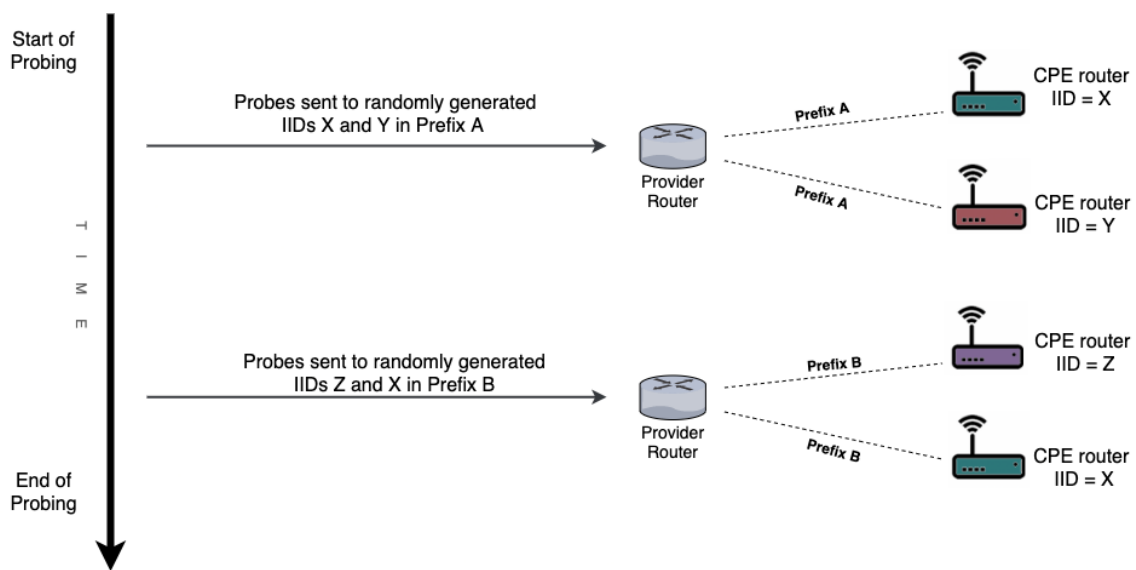 Start of
Probing
Probes sent to randomly generated
IIDs X and Y in Prefix A
Provider
Router
Prefix A
Prefix A
CPE router
IID = X
CPE router
IID = Y
T I M E
Probes sent to randomly generated
IIDs Z and X in Prefix B
Provider
Router
Prefix B
Prefix B
CPE router
IID = Z
CPE router
IID = X
End of
Probing